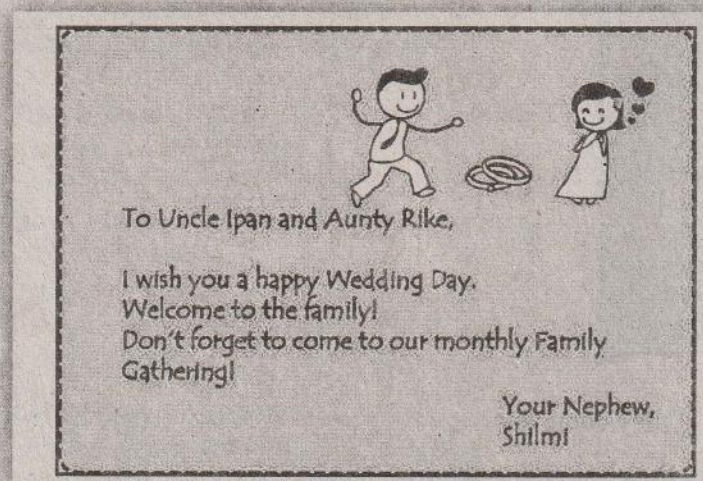 To Uncle Ipan and Aunty Rike,
I wish you a happy Wedding Day.
Welcome to the family!
Don't forget to come to our monthly Family
Gathering!
Your Nephew,
Shilmi